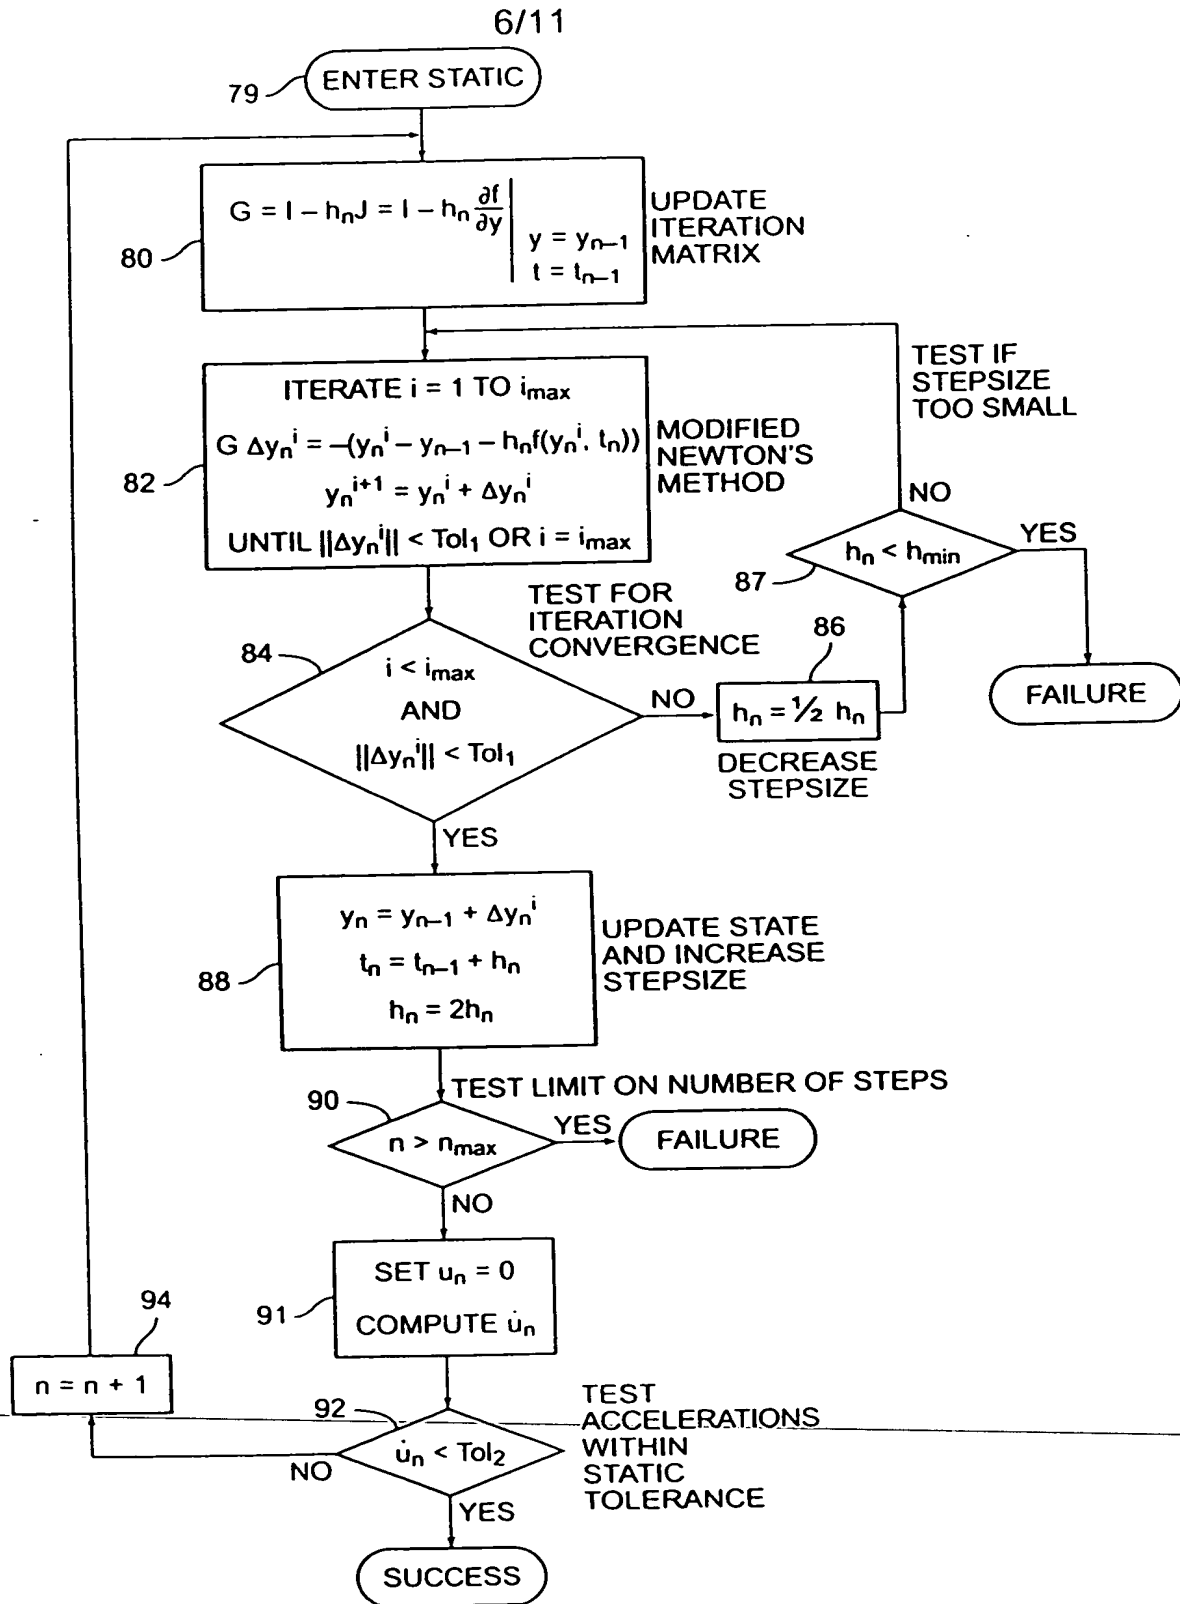 6/11
79
ENTER STATIC
80
G = I – hₙJ = I – hₙ ∂f/∂y |
y = yₙ₋₁
t = tₙ₋₁
UPDATE
ITERATION
MATRIX
82
ITERATE i = 1 TO i_max
G Δyₙⁱ = –(yₙⁱ – yₙ₋₁ – hₙf(yₙⁱ, tₙ))
yₙⁱ⁺¹ = yₙⁱ + Δyₙⁱ
UNTIL ||Δyₙⁱ|| < Tol₁ OR i = i_max
MODIFIED
NEWTON'S
METHOD
TEST IF
STEPSIZE
TOO SMALL
NO
87
hₙ < h_min
YES
FAILURE
TEST FOR
ITERATION
CONVERGENCE
84
i < i_max
AND
||Δyₙⁱ|| < Tol₁
NO
86
hₙ = ½ hₙ
DECREASE
STEPSIZE
YES
88
yₙ = yₙ₋₁ + Δyₙⁱ
tₙ = tₙ₋₁ + hₙ
hₙ = 2hₙ
UPDATE STATE
AND INCREASE
STEPSIZE
TEST LIMIT ON NUMBER OF STEPS
90
n > n_max
YES
FAILURE
NO
91
SET uₙ = 0
COMPUTE u̇ₙ
94
n = n + 1
92
u̇ₙ < Tol₂
NO
TEST
ACCELERATIONS
WITHIN
STATIC
TOLERANCE
YES
SUCCESS